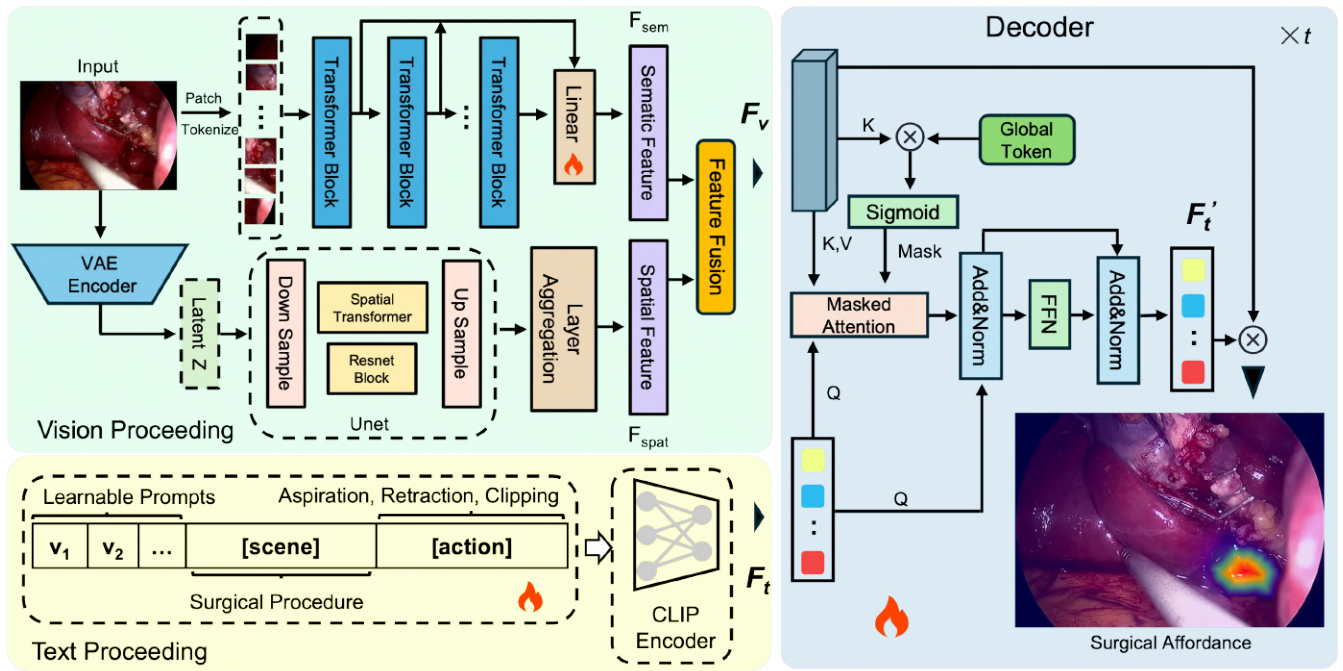 Input
Patch
Tokenize
Transformer Block
Transformer Block
Transformer Block
Linear
F_sem
Sematic Feature
Feature Fusion
F_v
VAE
Encoder
Latent Z
Down Sample
Spatial
Transformer
Resnet
Block
Up Sample
Unet
Layer
Aggregation
Spatial Feature
F_spat
Vision Proceeding
Learnable Prompts
Aspiration, Retraction, Clipping
v_1
v_2
...
[scene]
[action]
Surgical Procedure
CLIP
Encoder
F_t
Text Proceeding
Decoder
×t
K
Global
Token
Sigmoid
K,V
Mask
Masked
Attention
Add&Norm
FFN
Add&Norm
F_t'
Q
Q
Surgical Affordance